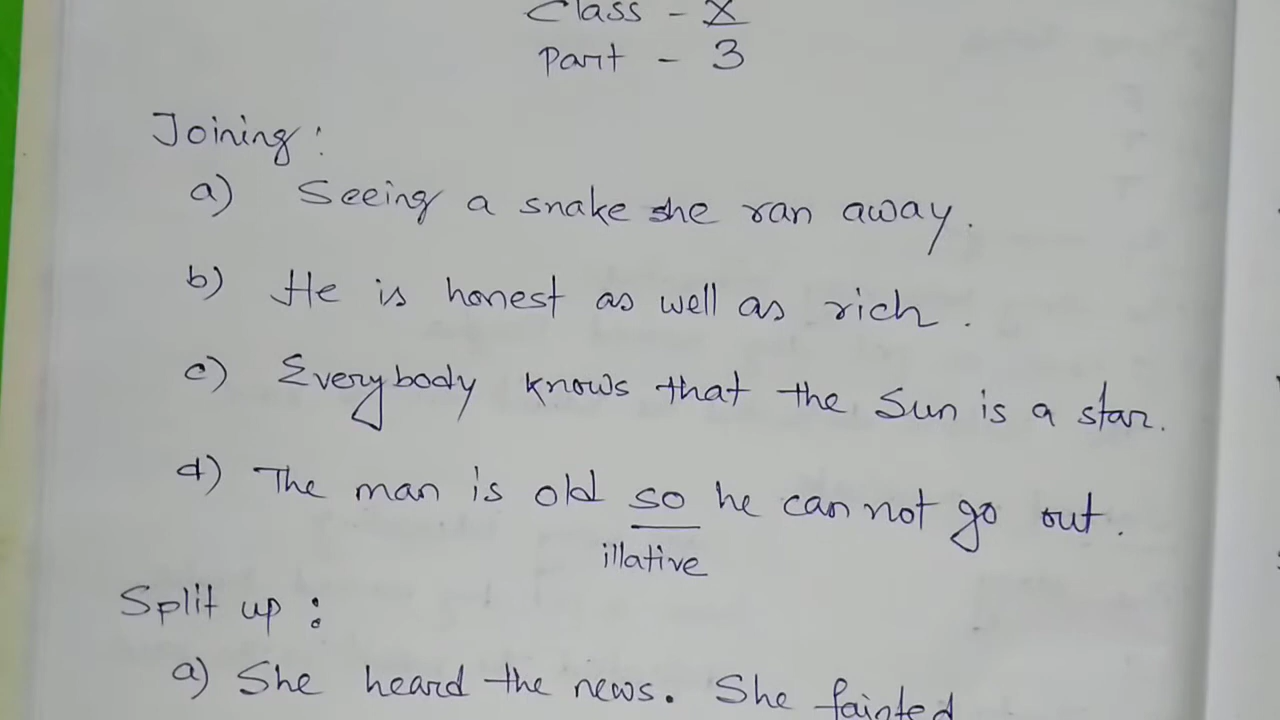 Class - X
Part - 3
Joining :
a) Seeing a snake she ran away.
b) He is honest as well as rich.
c) Everybody knows that the Sun is a star.
d) The man is old so he can not go out.
illative
Split up :
a) She heard the news. She fainted